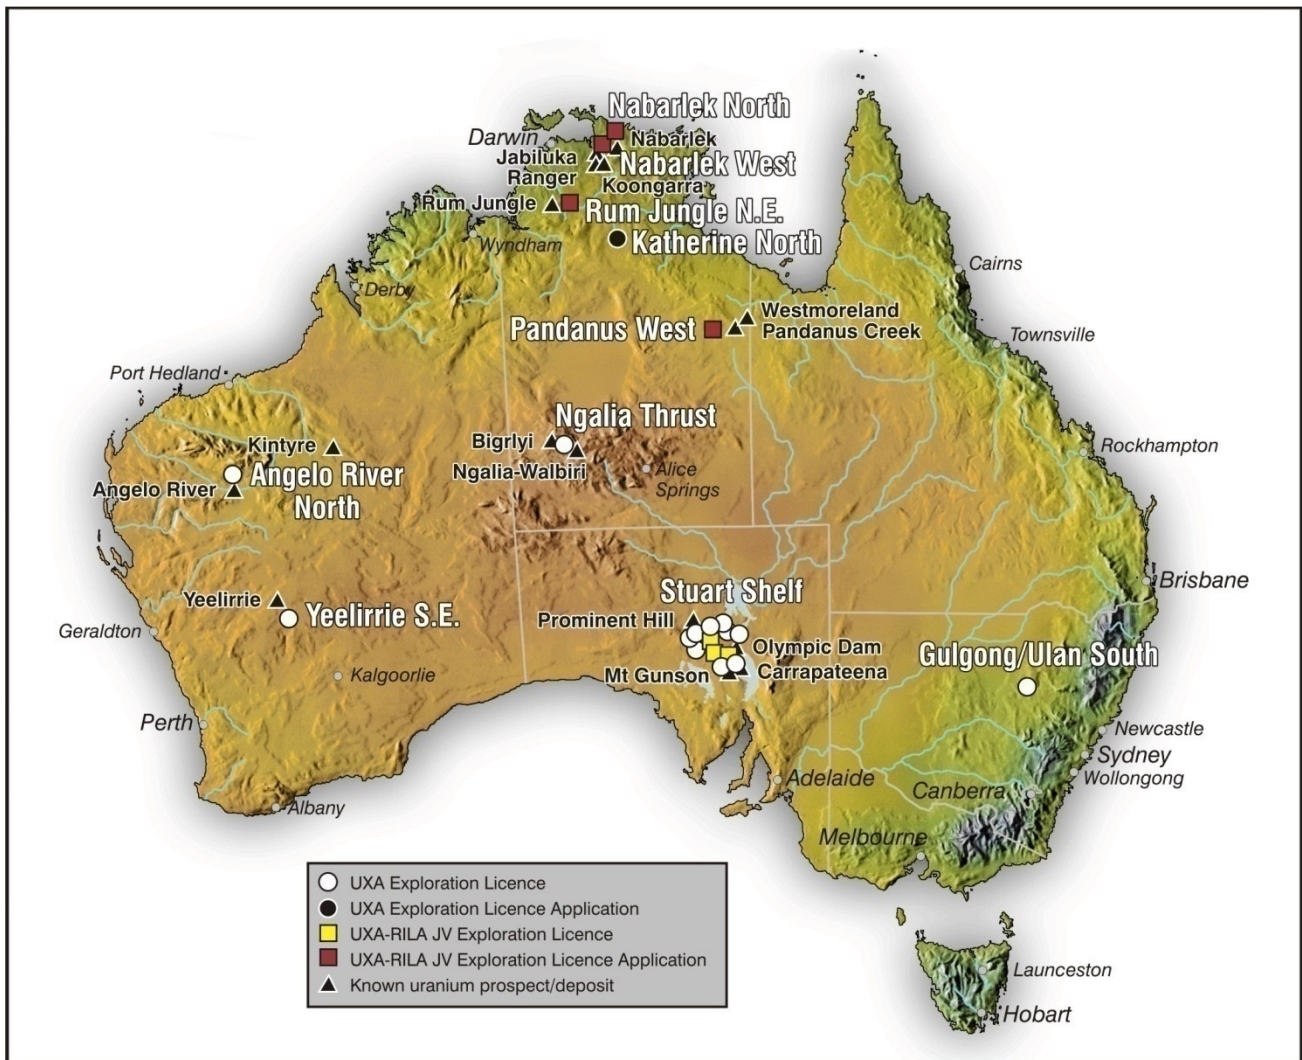 Nabarlek North
Darwin
Nabarlek
Jabiluka
Nabarlek West
Ranger
Koongarra
Rum Jungle
Rum Jungle N.E.
Wyndham
Katherine North
Cairns
Derby
Westmoreland
Pandanus West
Pandanus Creek
Townsville
Port Hedland
Ngalia Thrust
Kintyre
Bigrlyi
Rockhampton
Angelo River
North
Ngalia-Walbiri
Alice
Springs
Angelo River
Brisbane
Stuart Shelf
Yeelirrie
Yeelirrie S.E.
Prominent Hill
Geraldton
Olympic Dam
Gulgong/Ulan South
Kalgoorlie
Mt Gunson
Carrapateena
Perth
Newcastle
Sydney
Adelaide
Wollongong
Canberra
Albany
Melbourne
UXA Exploration Licence
UXA Exploration Licence Application
UXA-RILA JV Exploration Licence
UXA-RILA JV Exploration Licence Application
Known uranium prospect/deposit
Launceston
Hobart